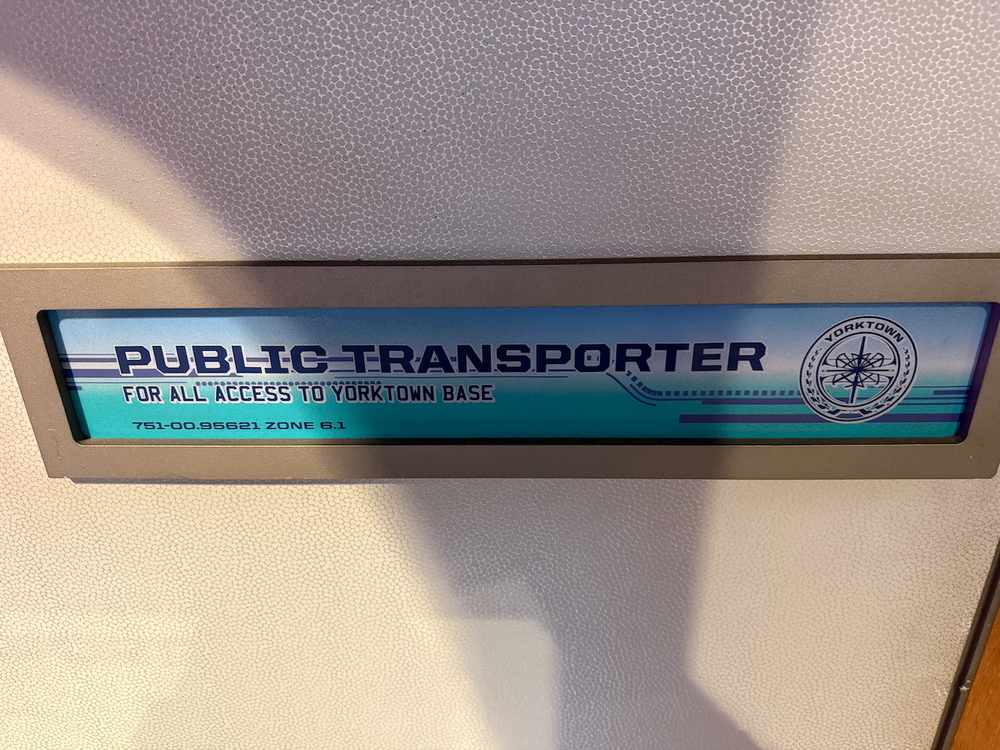 PUBLIC TRANSPORTER
FOR ALL ACCESS TO YORKTOWN BASE
751-00.95621 ZONE 6.1
YORKTOWN